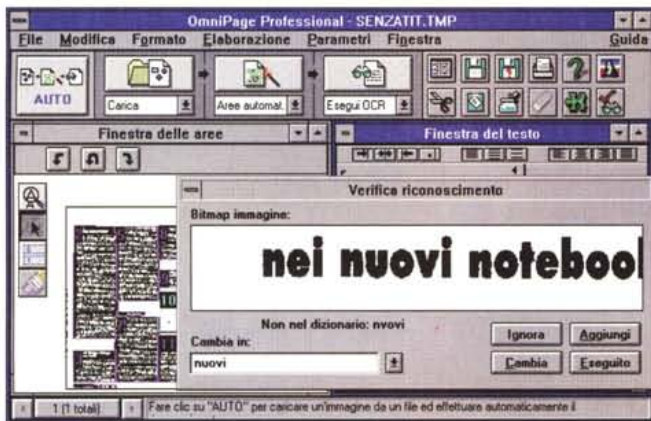 OmniPage Professional - SENZATIT.TMP
File Modifica Formato Elaborazione Parametri Finestra Guida
AUTO
Carica Aree automat. Esegui OCR
Finestra delle aree Finestra del testo
Verifica riconoscimento
Bitmap immagine:
nei nuovi notebook
Non nel dizionario: nvovi
Cambia in:
nuovi
Ignora Aggiungi
Cambia Eseguito
1 (1 totali) Fare clic su "AUTO" per caricare un'immagine da un file ed effettuare automaticamente il